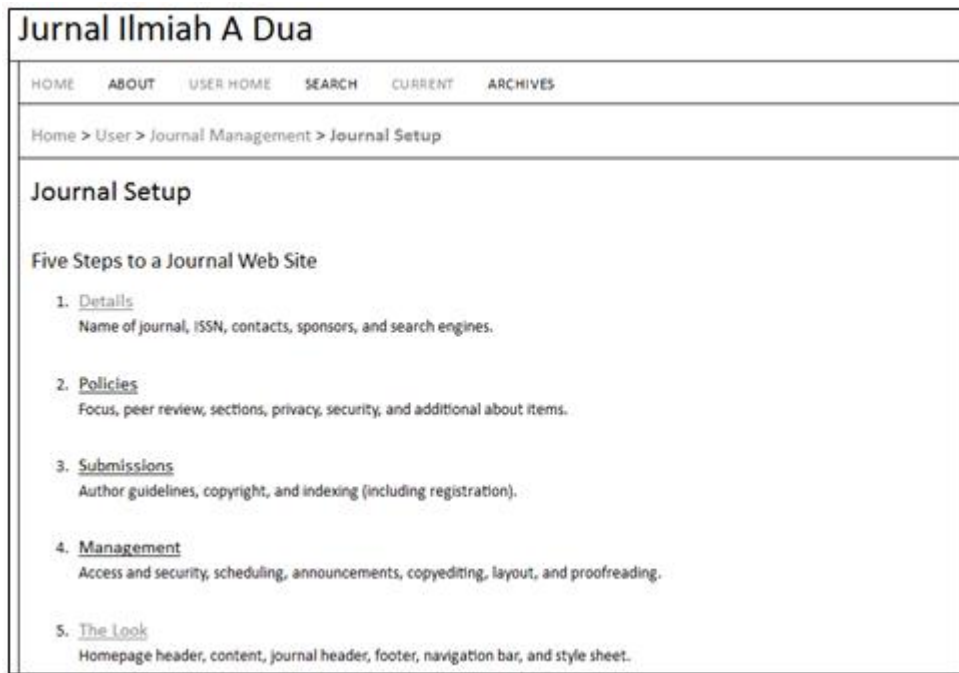 Jurnal Ilmiah A Dua
HOME ABOUT USER HOME SEARCH CURRENT ARCHIVES
Home > User > Journal Management > Journal Setup
Journal Setup
Five Steps to a Journal Web Site
1. Details
Name of journal, ISSN, contacts, sponsors, and search engines.
2. Policies
Focus, peer review, sections, privacy, security, and additional about items.
3. Submissions
Author guidelines, copyright, and indexing (including registration).
4. Management
Access and security, scheduling, announcements, copyediting, layout, and proofreading.
5. The Look
Homepage header, content, journal header, footer, navigation bar, and style sheet.